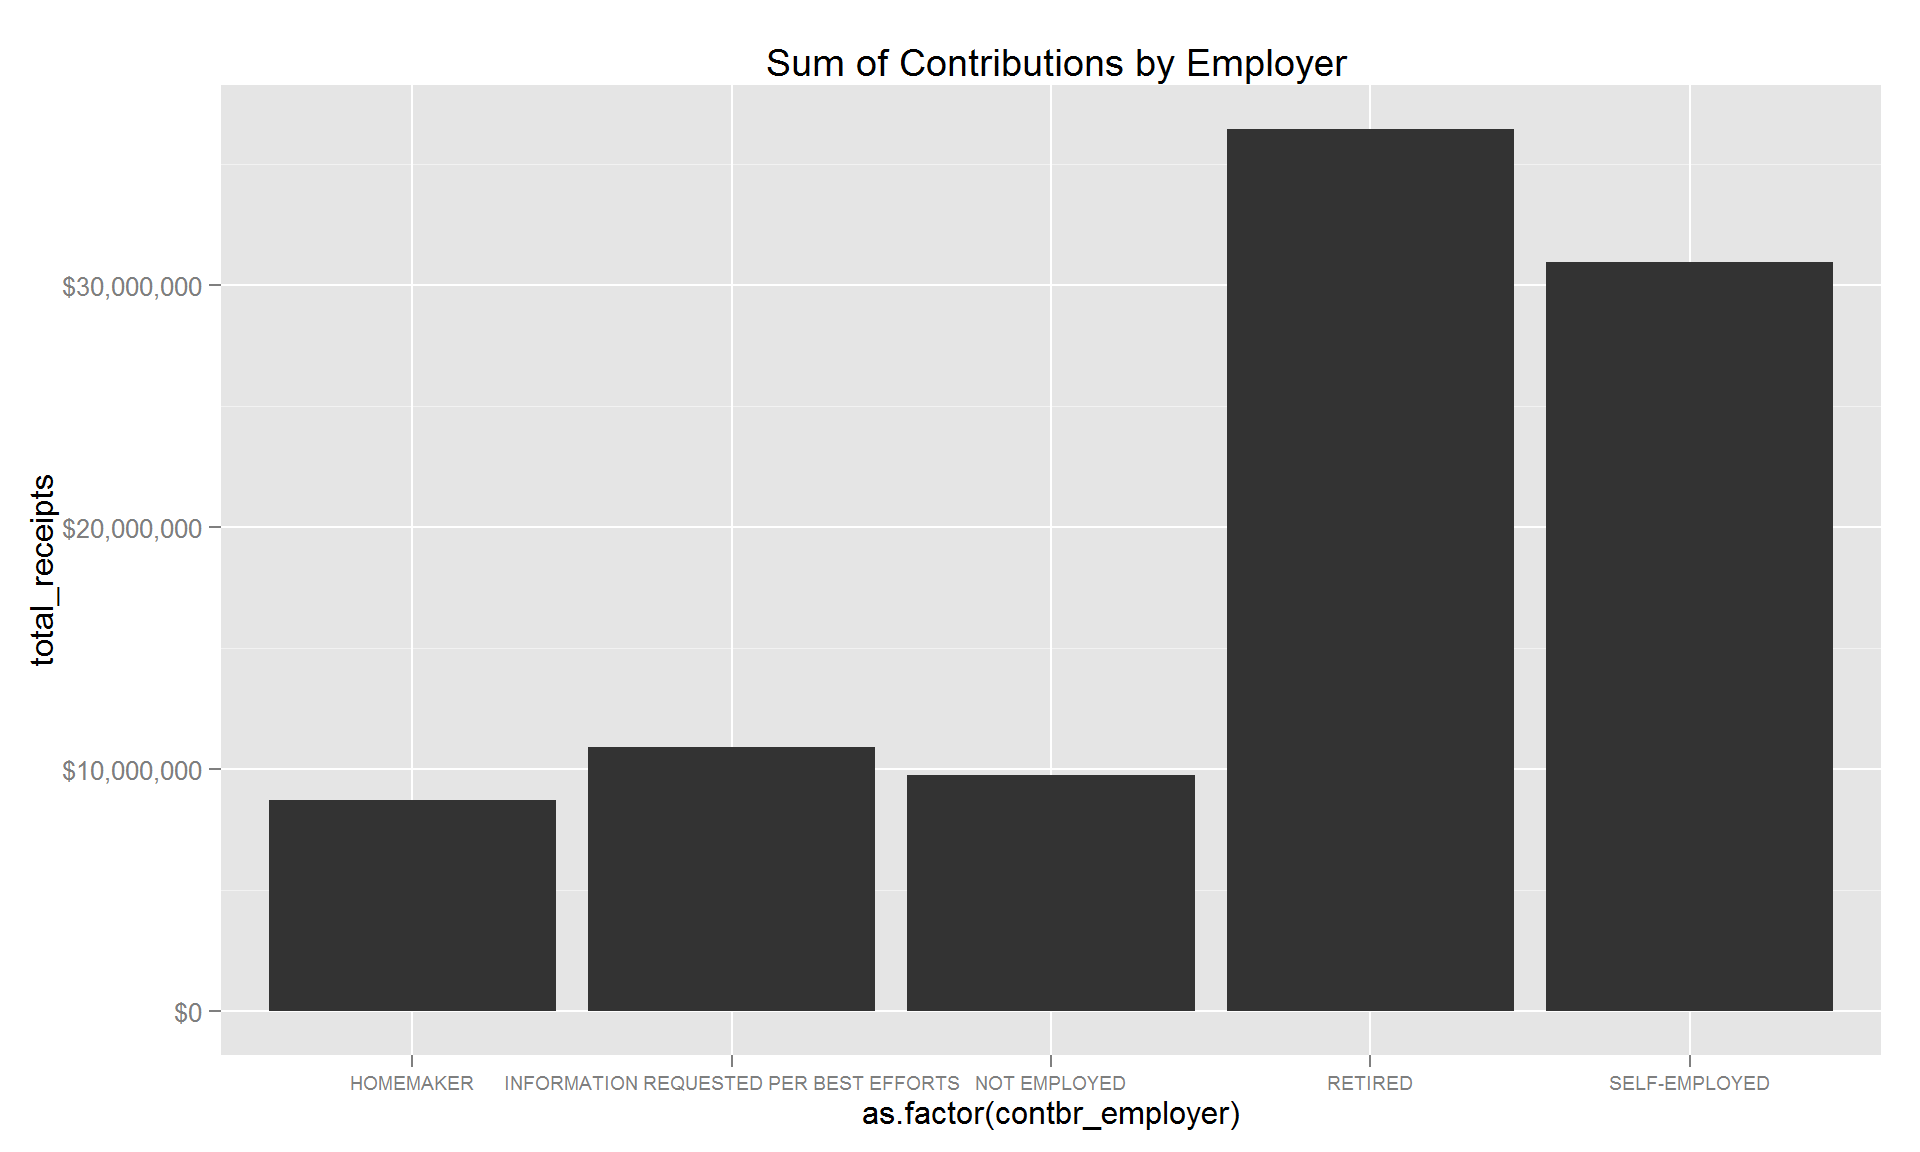 Sum of Contributions by Employer
total_receipts
$30,000,000
$20,000,000
$10,000,000
$0
HOMEMAKER INFORMATION REQUESTED PER BEST EFFORTS NOT EMPLOYED RETIRED SELF-EMPLOYED
as.factor(contbr_employer)